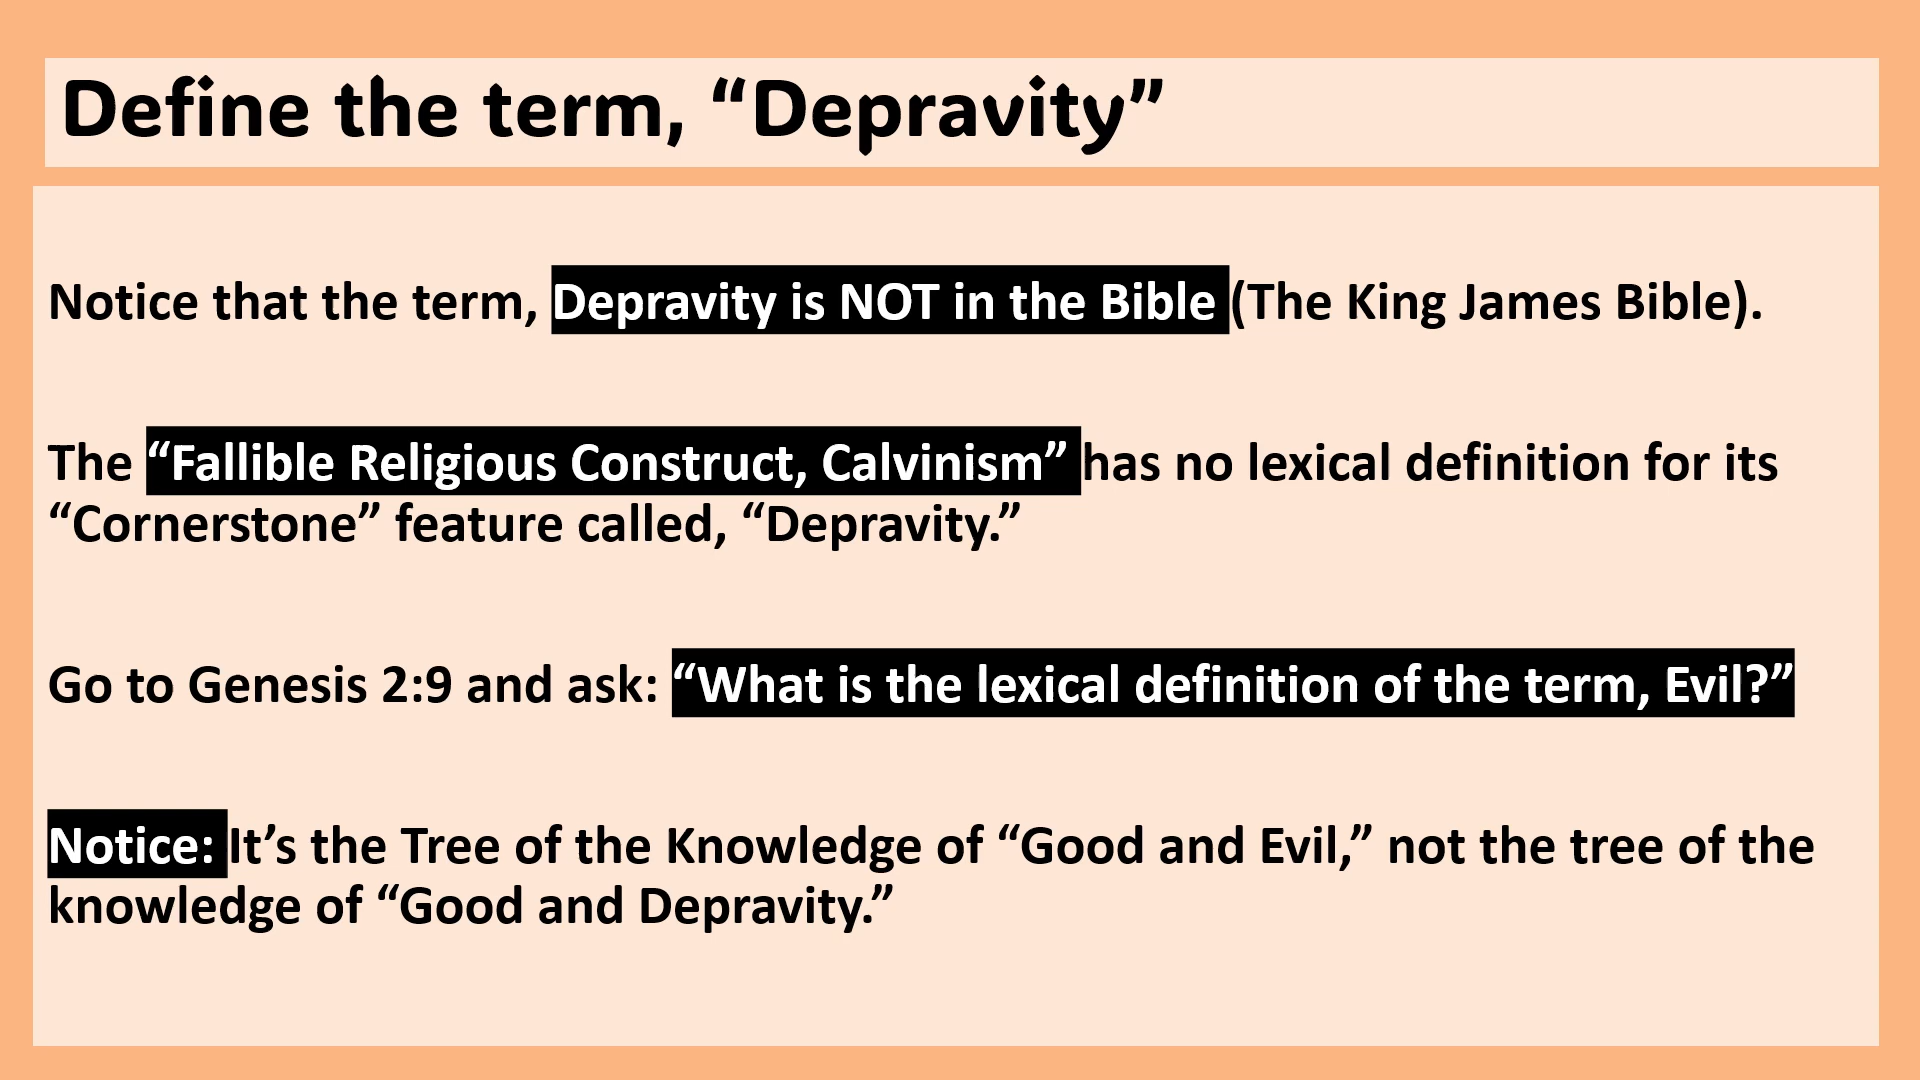 Define the term, “Depravity”
Notice that the term, Depravity is NOT in the Bible (The King James Bible).
The “Fallible Religious Construct, Calvinism” has no lexical definition for its
“Cornerstone” feature called, “Depravity.”
Go to Genesis 2:9 and ask: “What is the lexical definition of the term, Evil?”
Notice: It’s the Tree of the Knowledge of “Good and Evil,” not the tree of the
knowledge of “Good and Depravity.”